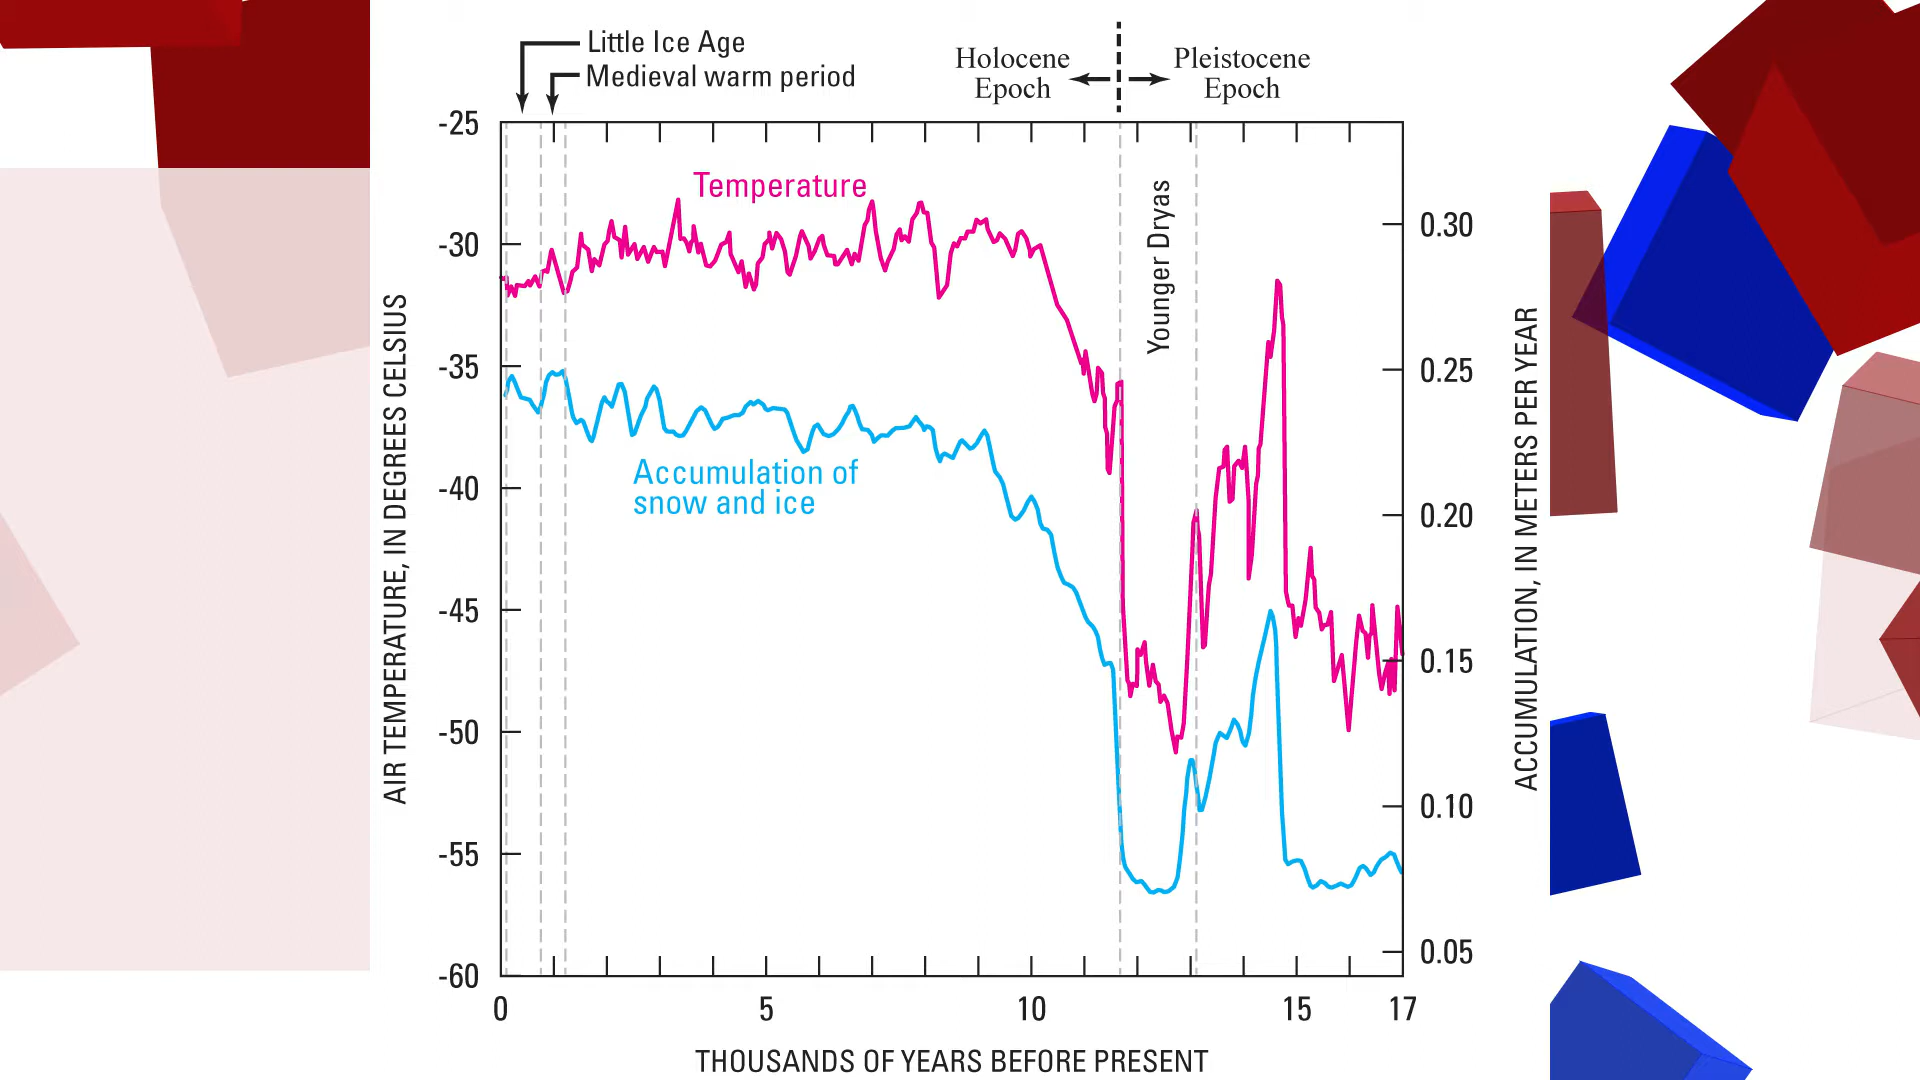 Little Ice Age
Medieval warm period
Holocene
Epoch
Pleistocene
Epoch
-25
-30
-35
-40
-45
-50
-55
-60
AIR TEMPERATURE, IN DEGREES CELSIUS
Temperature
Accumulation of
snow and ice
Younger Dryas
0.30
0.25
0.20
0.15
0.10
0.05
ACCUMULATION, IN METERS PER YEAR
0 5 10 15 17
THOUSANDS OF YEARS BEFORE PRESENT